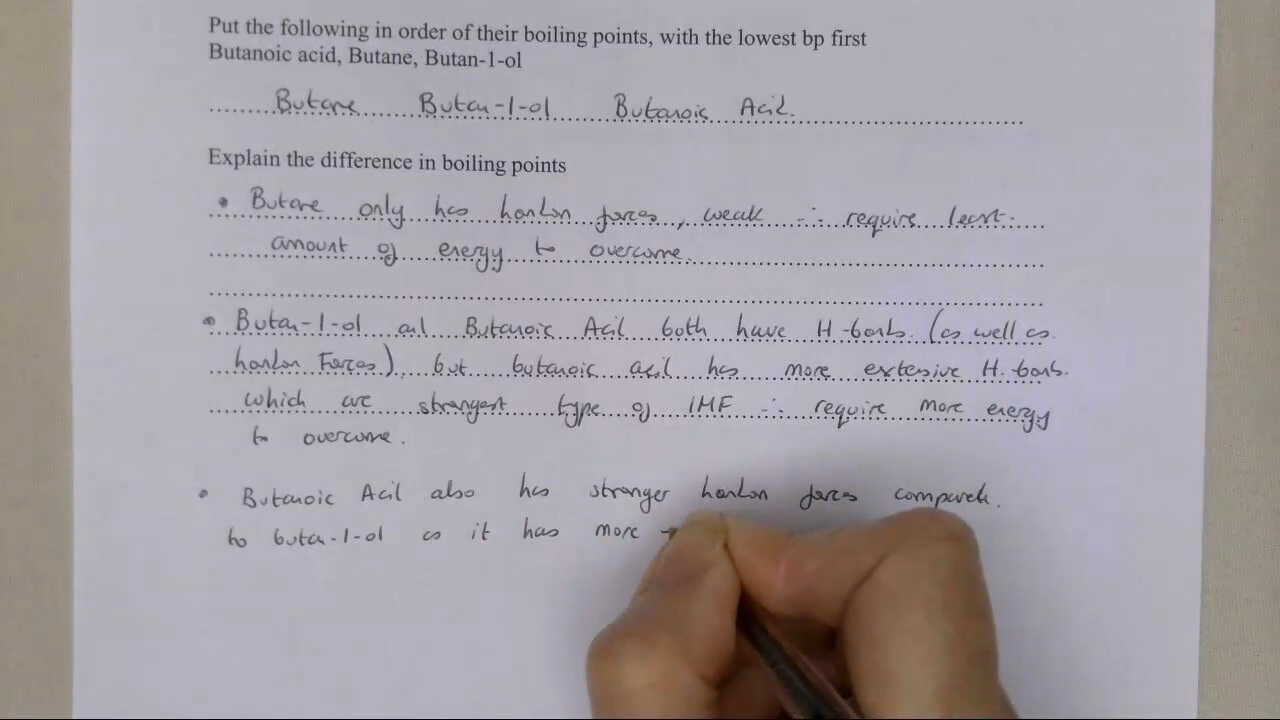 Put the following in order of their boiling points, with the lowest bp first
Butanoic acid, Butane, Butan-1-ol
Butane Butan-1-ol Butanoic Acid.
Explain the difference in boiling points
• Butane only has london forces, weak ∴ require least
amount of energy to overcome.
• Butan-1-ol and Butanoic Acid both have H-bonds (as well as
london Forces), but butanoic acid has more extensive H-bonds.
which are strongest type of IMF ∴ require more energy
to overcome.
• Butanoic Acid also has stronger london forces compared
to butan-1-ol as it has more